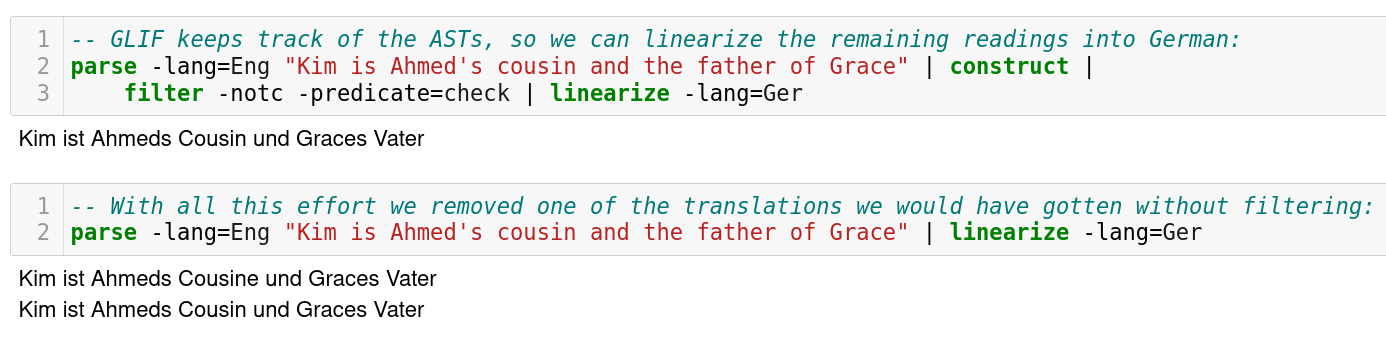 1 -- GLIF keeps track of the ASTs, so we can linearize the remaining readings into German:
2 parse -lang=Eng "Kim is Ahmed's cousin and the father of Grace" | construct |
3     filter -notc -predicate=check | linearize -lang=Ger
Kim ist Ahmeds Cousin und Graces Vater
1 -- With all this effort we removed one of the translations we would have gotten without filtering:
2 parse -lang=Eng "Kim is Ahmed's cousin and the father of Grace" | linearize -lang=Ger
Kim ist Ahmeds Cousine und Graces Vater
Kim ist Ahmeds Cousin und Graces Vater